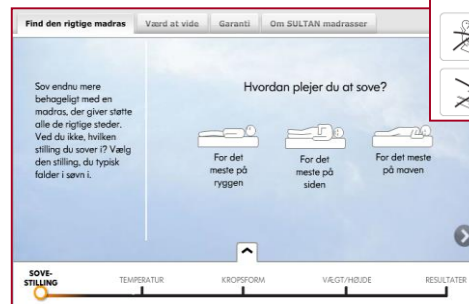 Find den rigtige madras
Værd at vide
Garanti
Om SULTAN madrasser
Sov endnu mere
behageligt med en
madras, der giver støtte
alle de rigtige steder.
Ved du ikke, hvilken
stilling du sover i? Vælg
den stilling, du typisk
falder i søvn i.
Hvordan plejer du at sove?
For det
meste på
ryggen
For det
meste på
siden
For det meste
på maven
SOVE-
STILLING
TEMPERATUR
KROPSFORM
VÆGT/HØJDE
RESULTATER